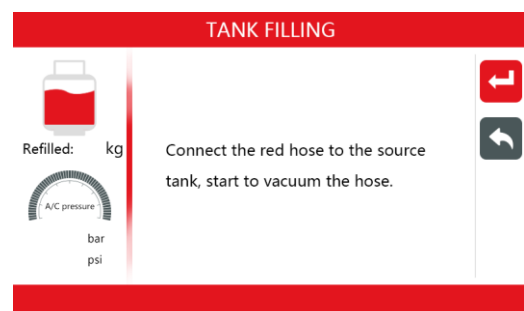 TANK FILLING
Refilled: kg
A/C pressure
bar
psi
Connect the red hose to the source
tank, start to vacuum the hose.